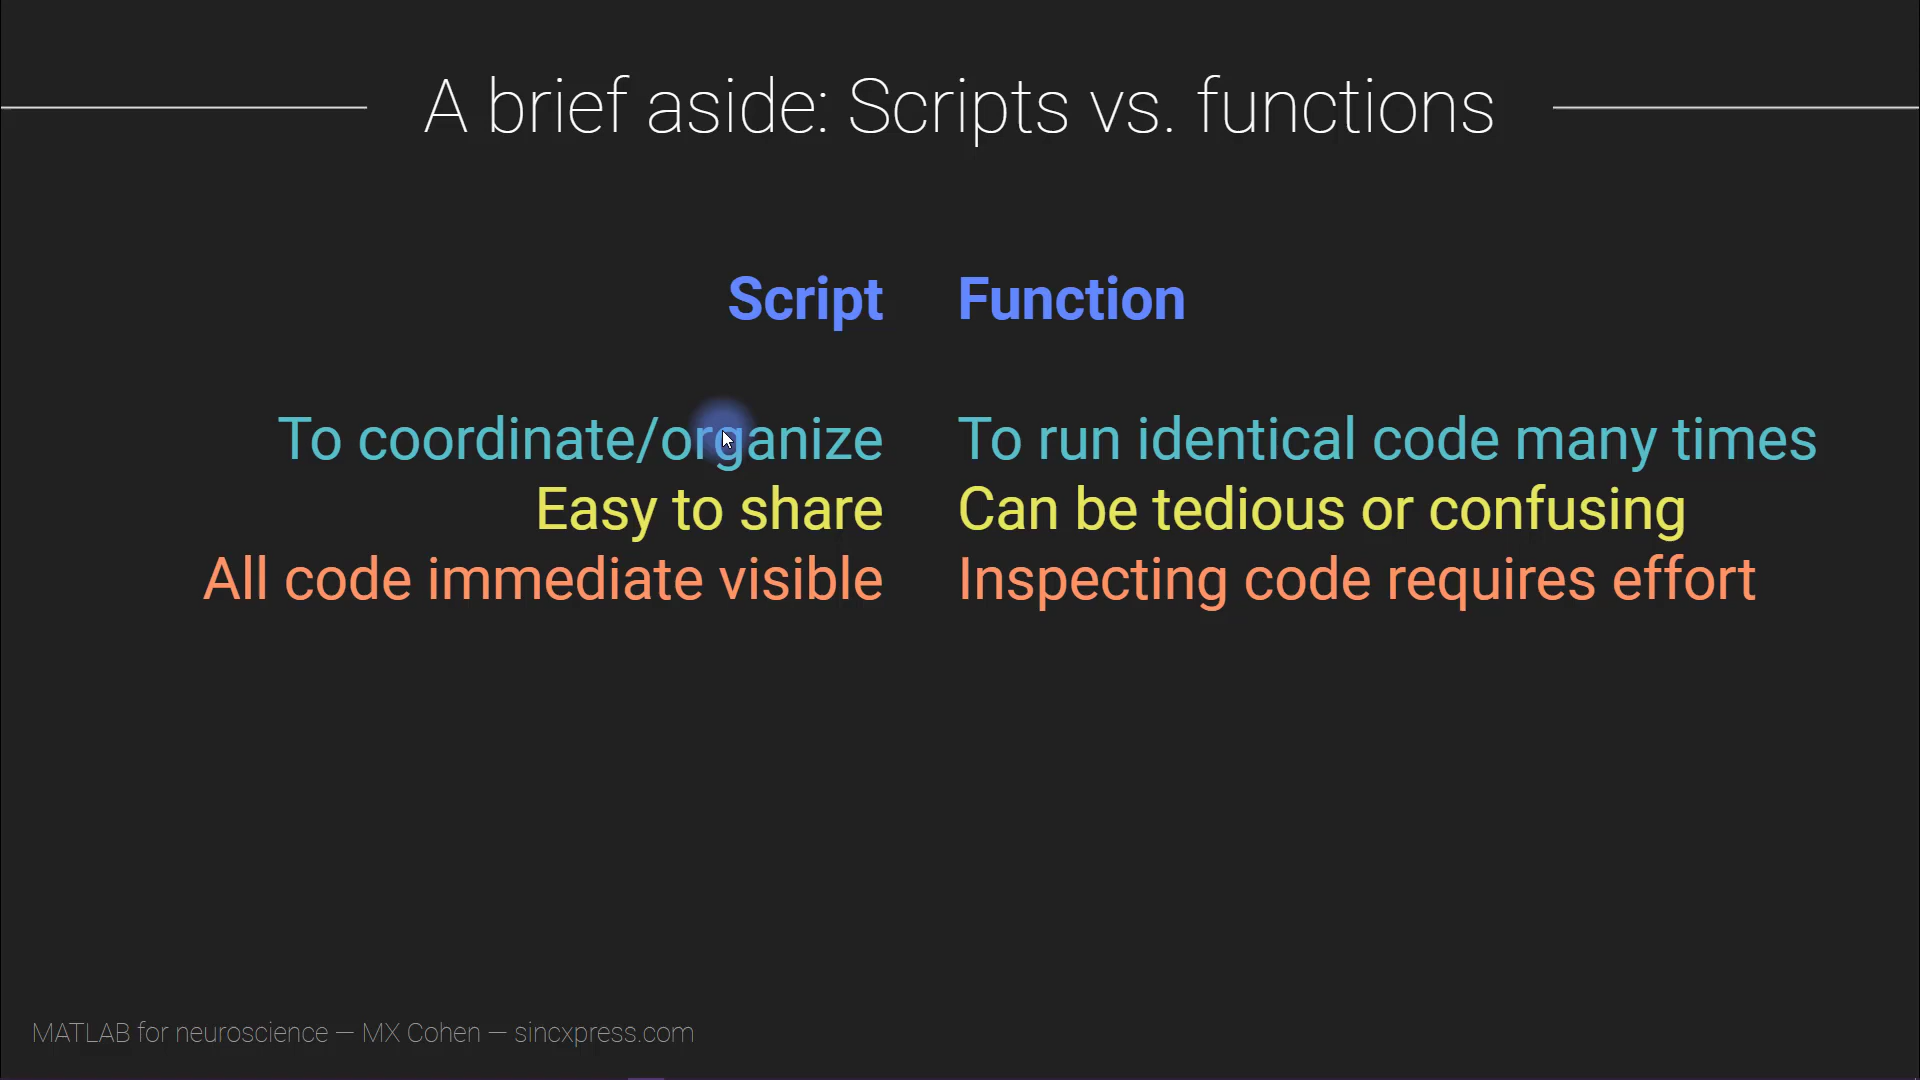 A brief aside: Scripts vs. functions
Script Function
To coordinate/organize To run identical code many times
Easy to share Can be tedious or confusing
All code immediate visible Inspecting code requires effort
MATLAB for neuroscience — MX Cohen — sincxpress.com